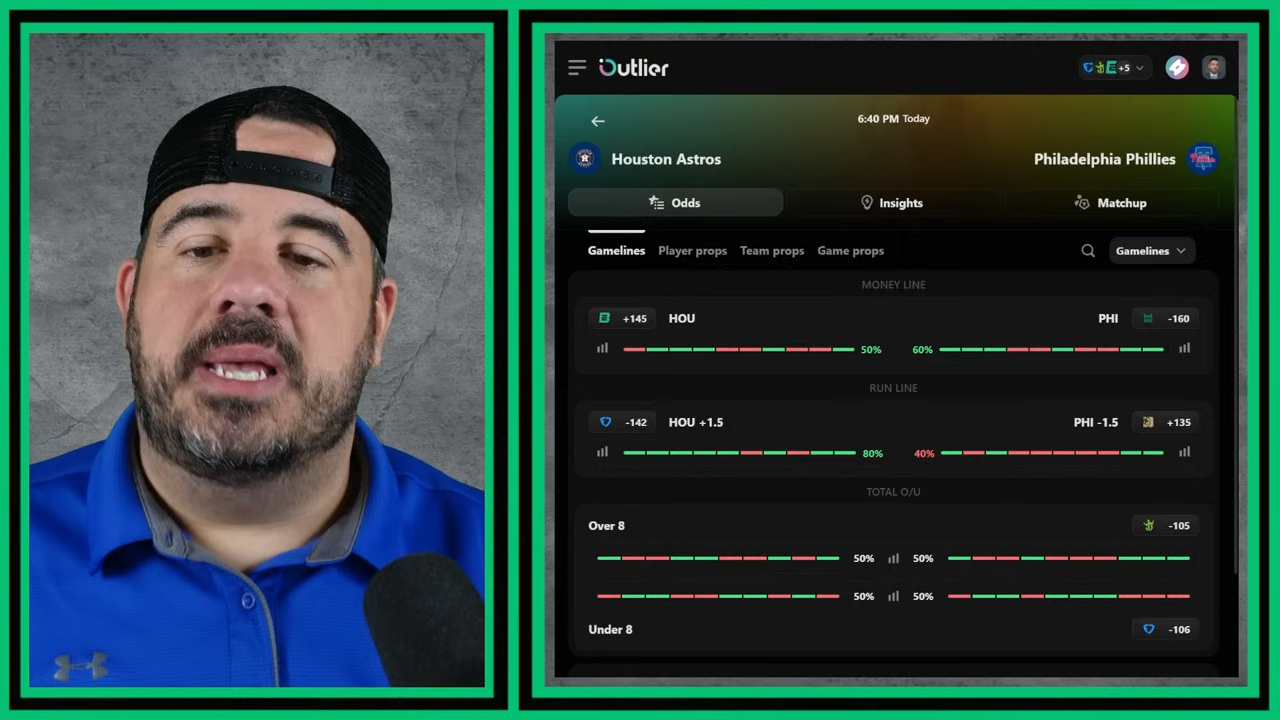 Outlier
+5
6:40 PM Today
Houston Astros
Philadelphia Phillies
Odds
Insights
Matchup
Gamelines
Player props
Team props
Game props
Gamelines
MONEY LINE
+145 HOU
PHI -160
50% 60%
RUN LINE
-142 HOU +1.5
PHI -1.5 +135
80% 40%
TOTAL O/U
Over 8
-105
50% 50%
50% 50%
Under 8
-106